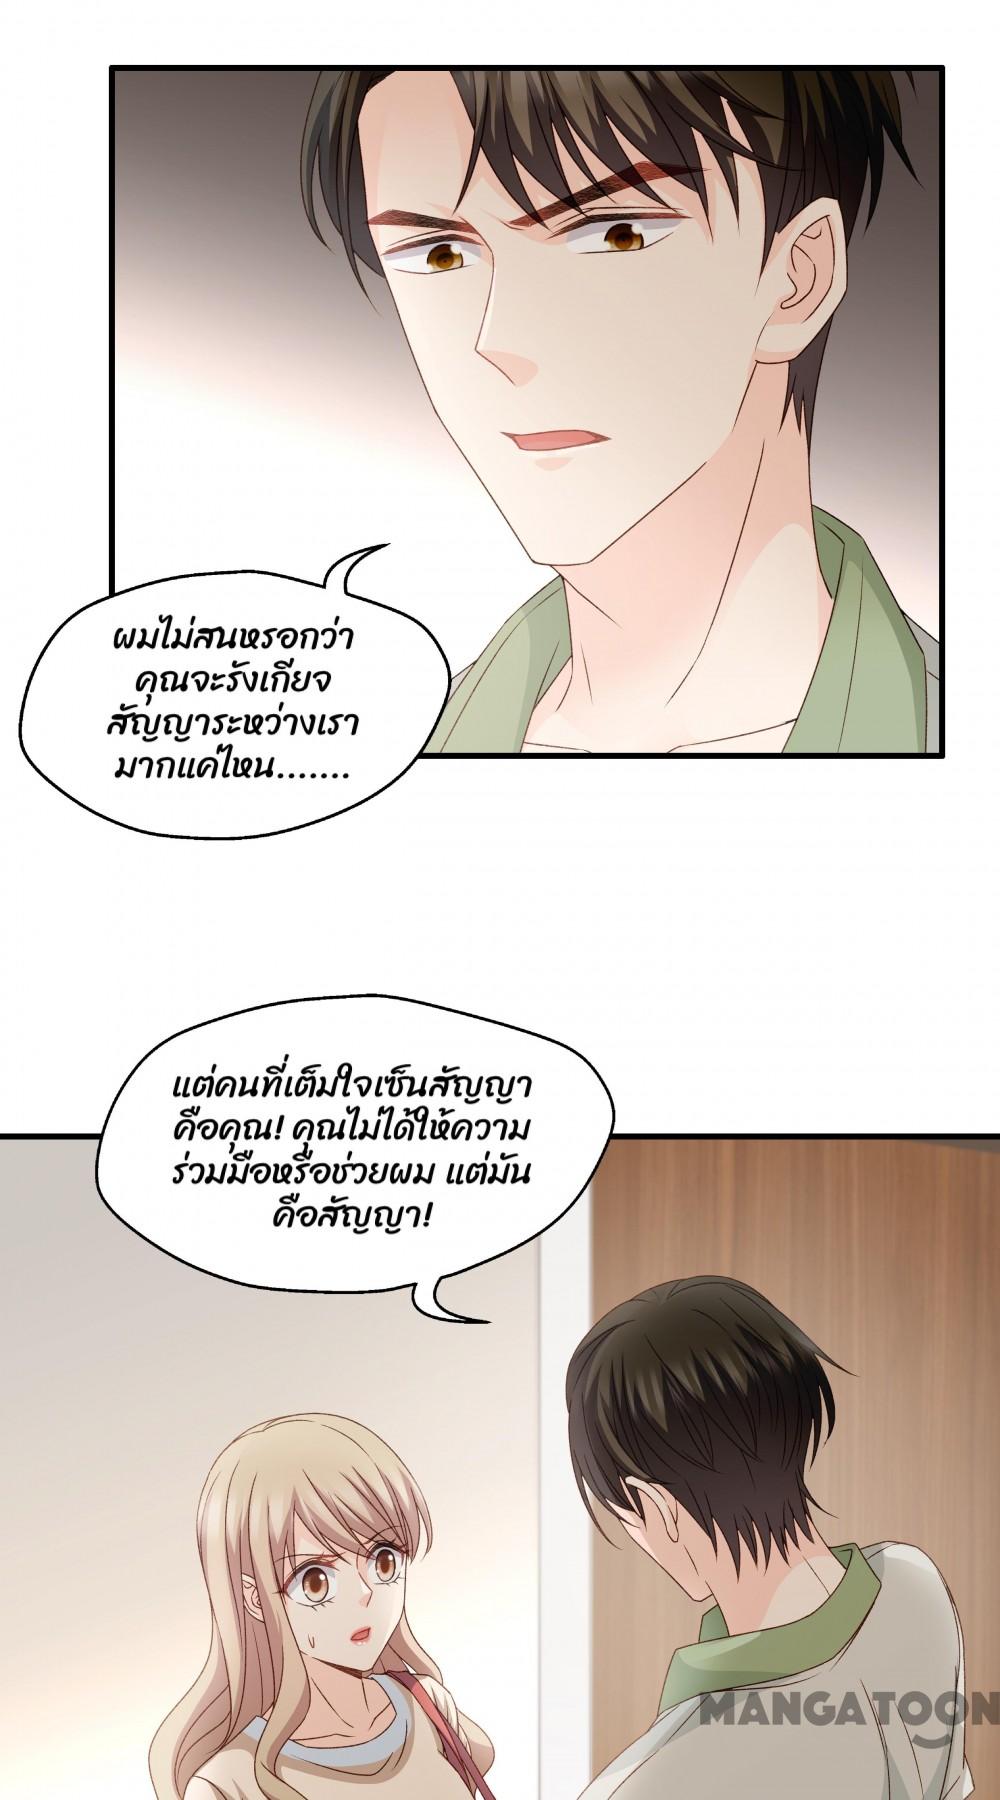 ผมไม่สนหรอกว่า
คุณจะรังเกียจ
สัญญาระหว่างเรา
มากแค่ไหน.......
แต่คนที่เต็มใจเซ็นสัญญา
คือคุณ! คุณไม่ได้ให้ความ
ร่วมมือหรือช่วยผม แต่มัน
คือสัญญา!
MANGATOON